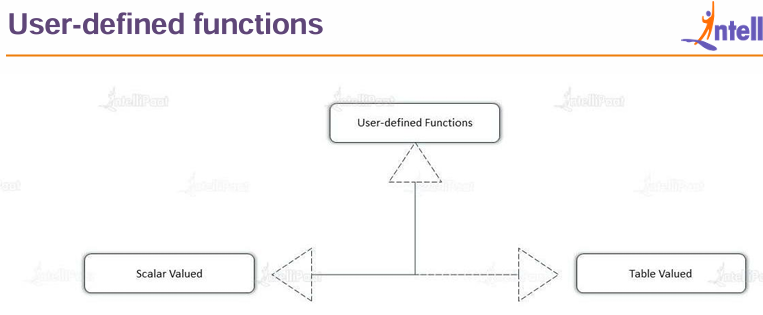 User-defined functions
ntell
User-defined Functions
Scalar Valued
Table Valued